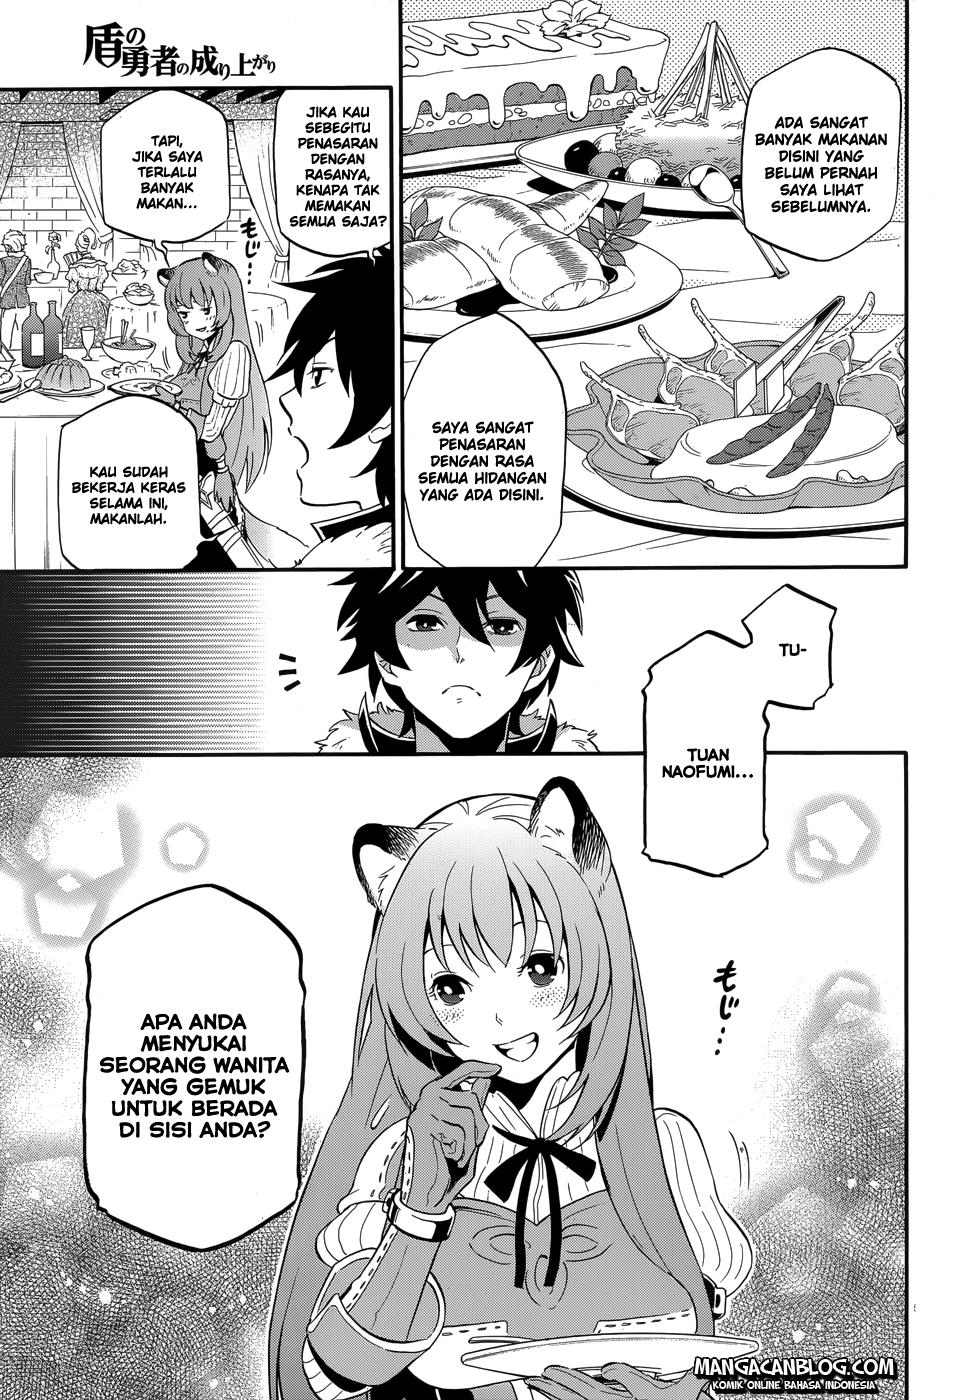 盾の勇者の成り上がり
ADA SANGAT
BANYAK MAKANAN
DISINI YANG
BELUM PERNAH
SAYA LIHAT
SEBELUMNYA.
SAYA SANGAT
PENASARAN
DENGAN RASA
SEMUA HIDANGAN
YANG ADA DISINI.
JIKA KAU
SEBEGITU
PENASARAN
DENGAN
RASANYA,
KENAPA TAK
MEMAKAN
SEMUA SAJA?
TAPI,
JIKA SAYA
TERLALU
BANYAK
MAKAN...
もじ…
KAU SUDAH
BEKERJA KERAS
SELAMA INI,
MAKANLAH.
TU-
TUAN
NAOFUMI...
もじ…
APA ANDA
MENYUKAI
SEORANG WANITA
YANG GEMUK
UNTUK BERADA
DI SISI ANDA?
MANGACANBLOG.COM
KOMIK ONLINE BAHASA INDONESIA